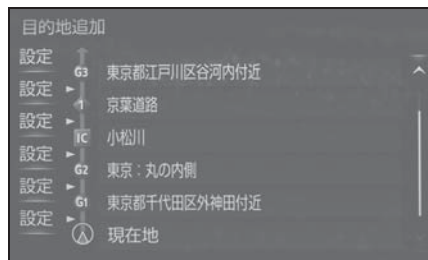 目的地追加
設定
G3 東京都江戸川区谷河内付近
設定
1 京葉道路
設定
IC 小松川
設定
G2 東京：丸の内側
設定
G1 東京都千代田区外神田付近
設定
現在地